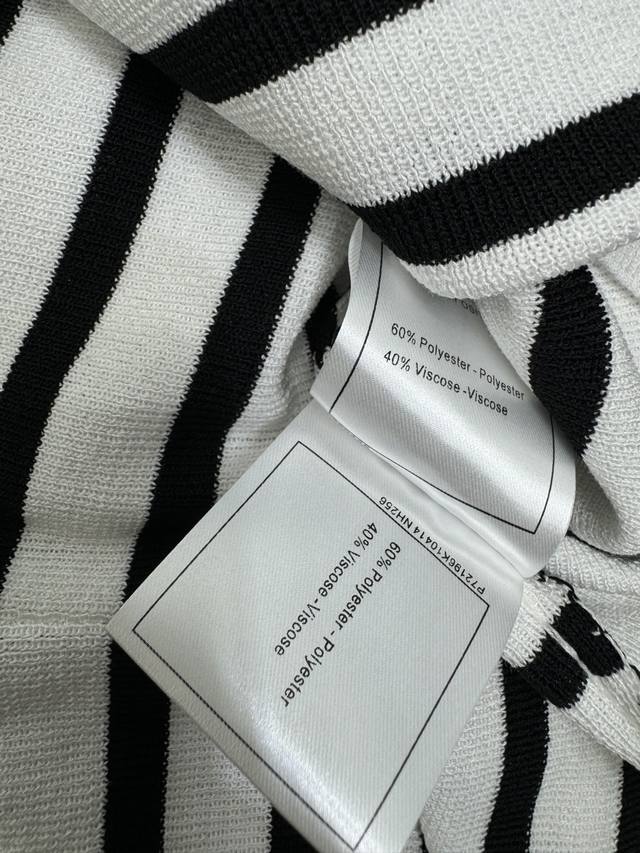 60% Polyester - Polyester
40% Viscose -Viscose
P72196K10414 NH256
60% Polyester - Polyester
40% Viscose - Viscose